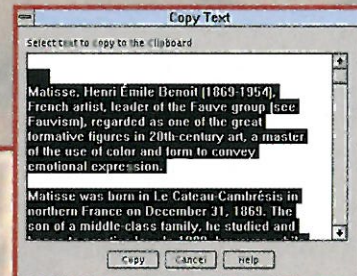 Copy Text
Select text to copy to the Clipboard
Matisse, Henri Émile Benoit (1869-1954),
French artist, leader of the Fauve group (see
Fauvism), regarded as one of the great
formative figures in 20th-century art, a master
of the use of color and form to convey
emotional expression.
Matisse was born in Le Cateau-Cambrésis in
northern France on December 31, 1869. The
son of a middle-class family, he studied and
Copy Cancel Help